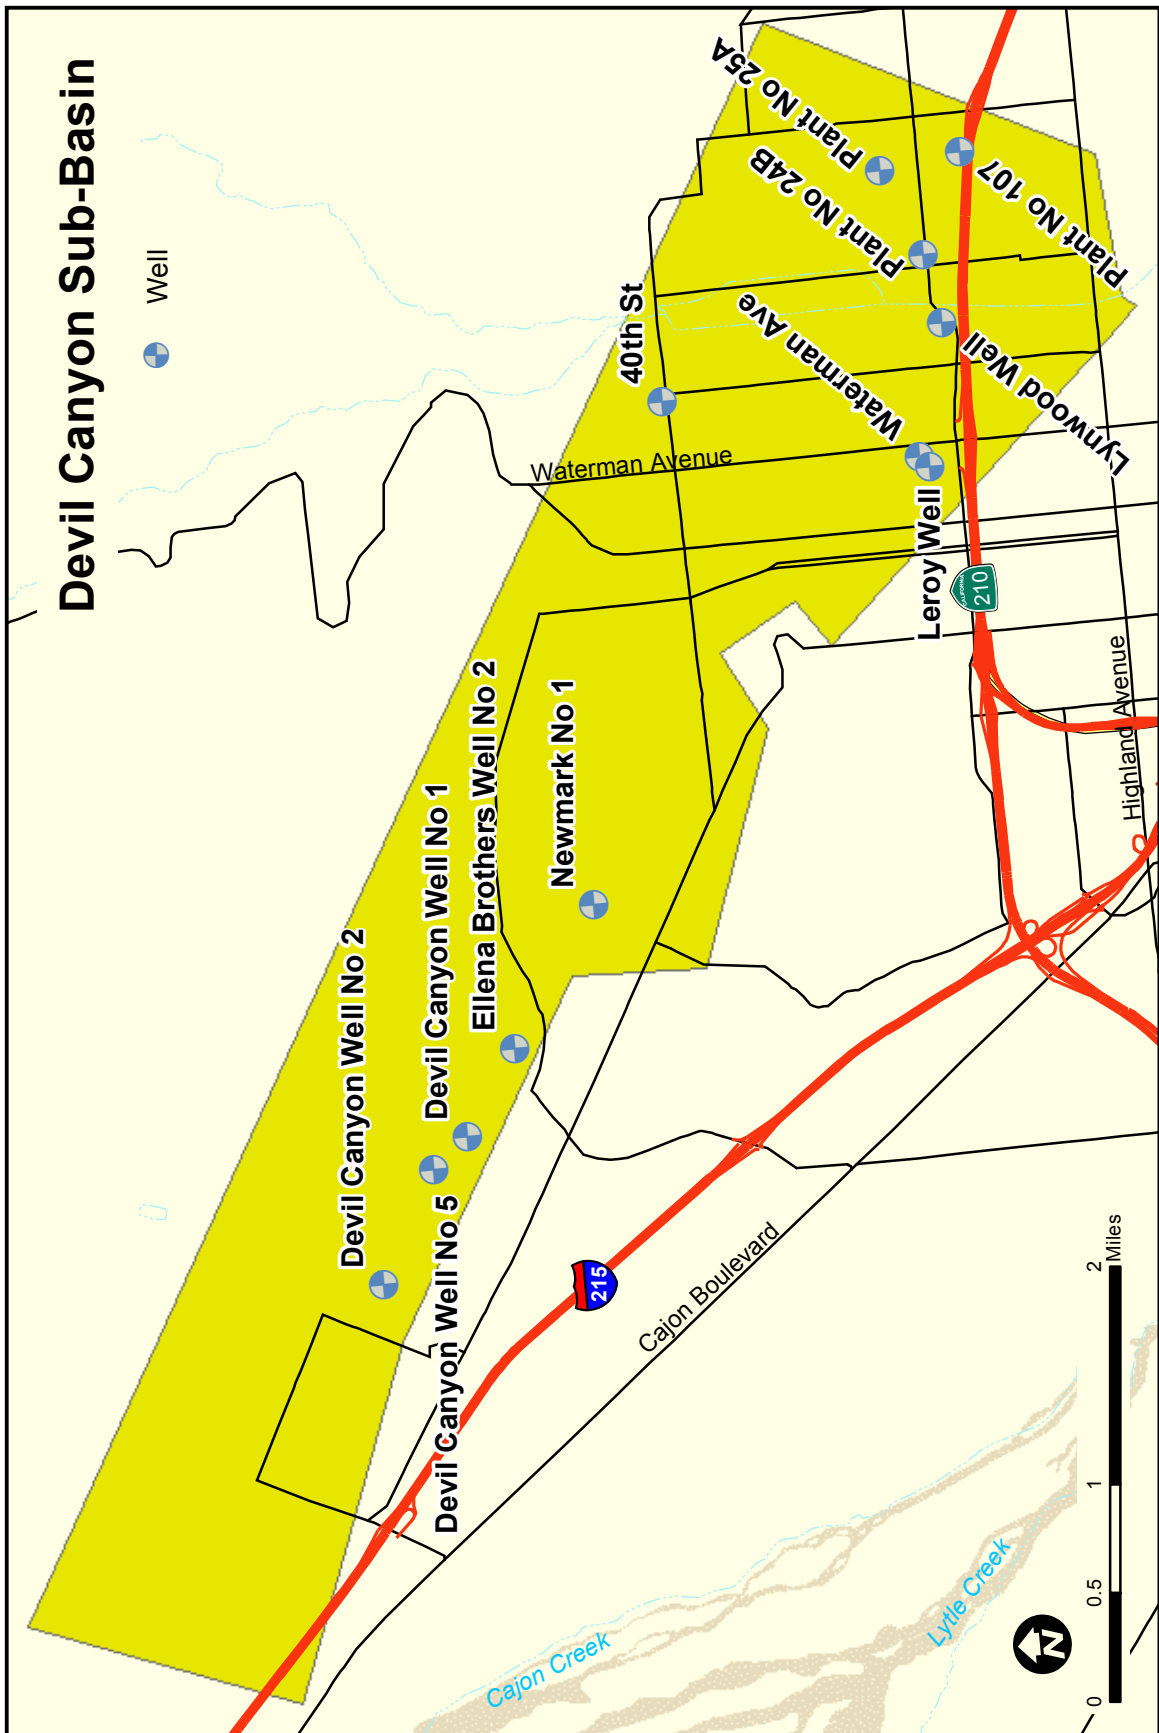 Devil Canyon Sub-Basin
Well
Plant No 25A
Plant No 24B
Plant No 107
40th St
Waterman Ave
Lynwood Well
Waterman Avenue
Leroy Well
CALIFORNIA
210
Highland Avenue
Newmark No 1
Ellena Brothers Well No 2
Devil Canyon Well No 1
Devil Canyon Well No 2
Devil Canyon Well No 5
215
Cajon Boulevard
Cajon Creek
Lytle Creek
N
0 0.5 1 2
Miles